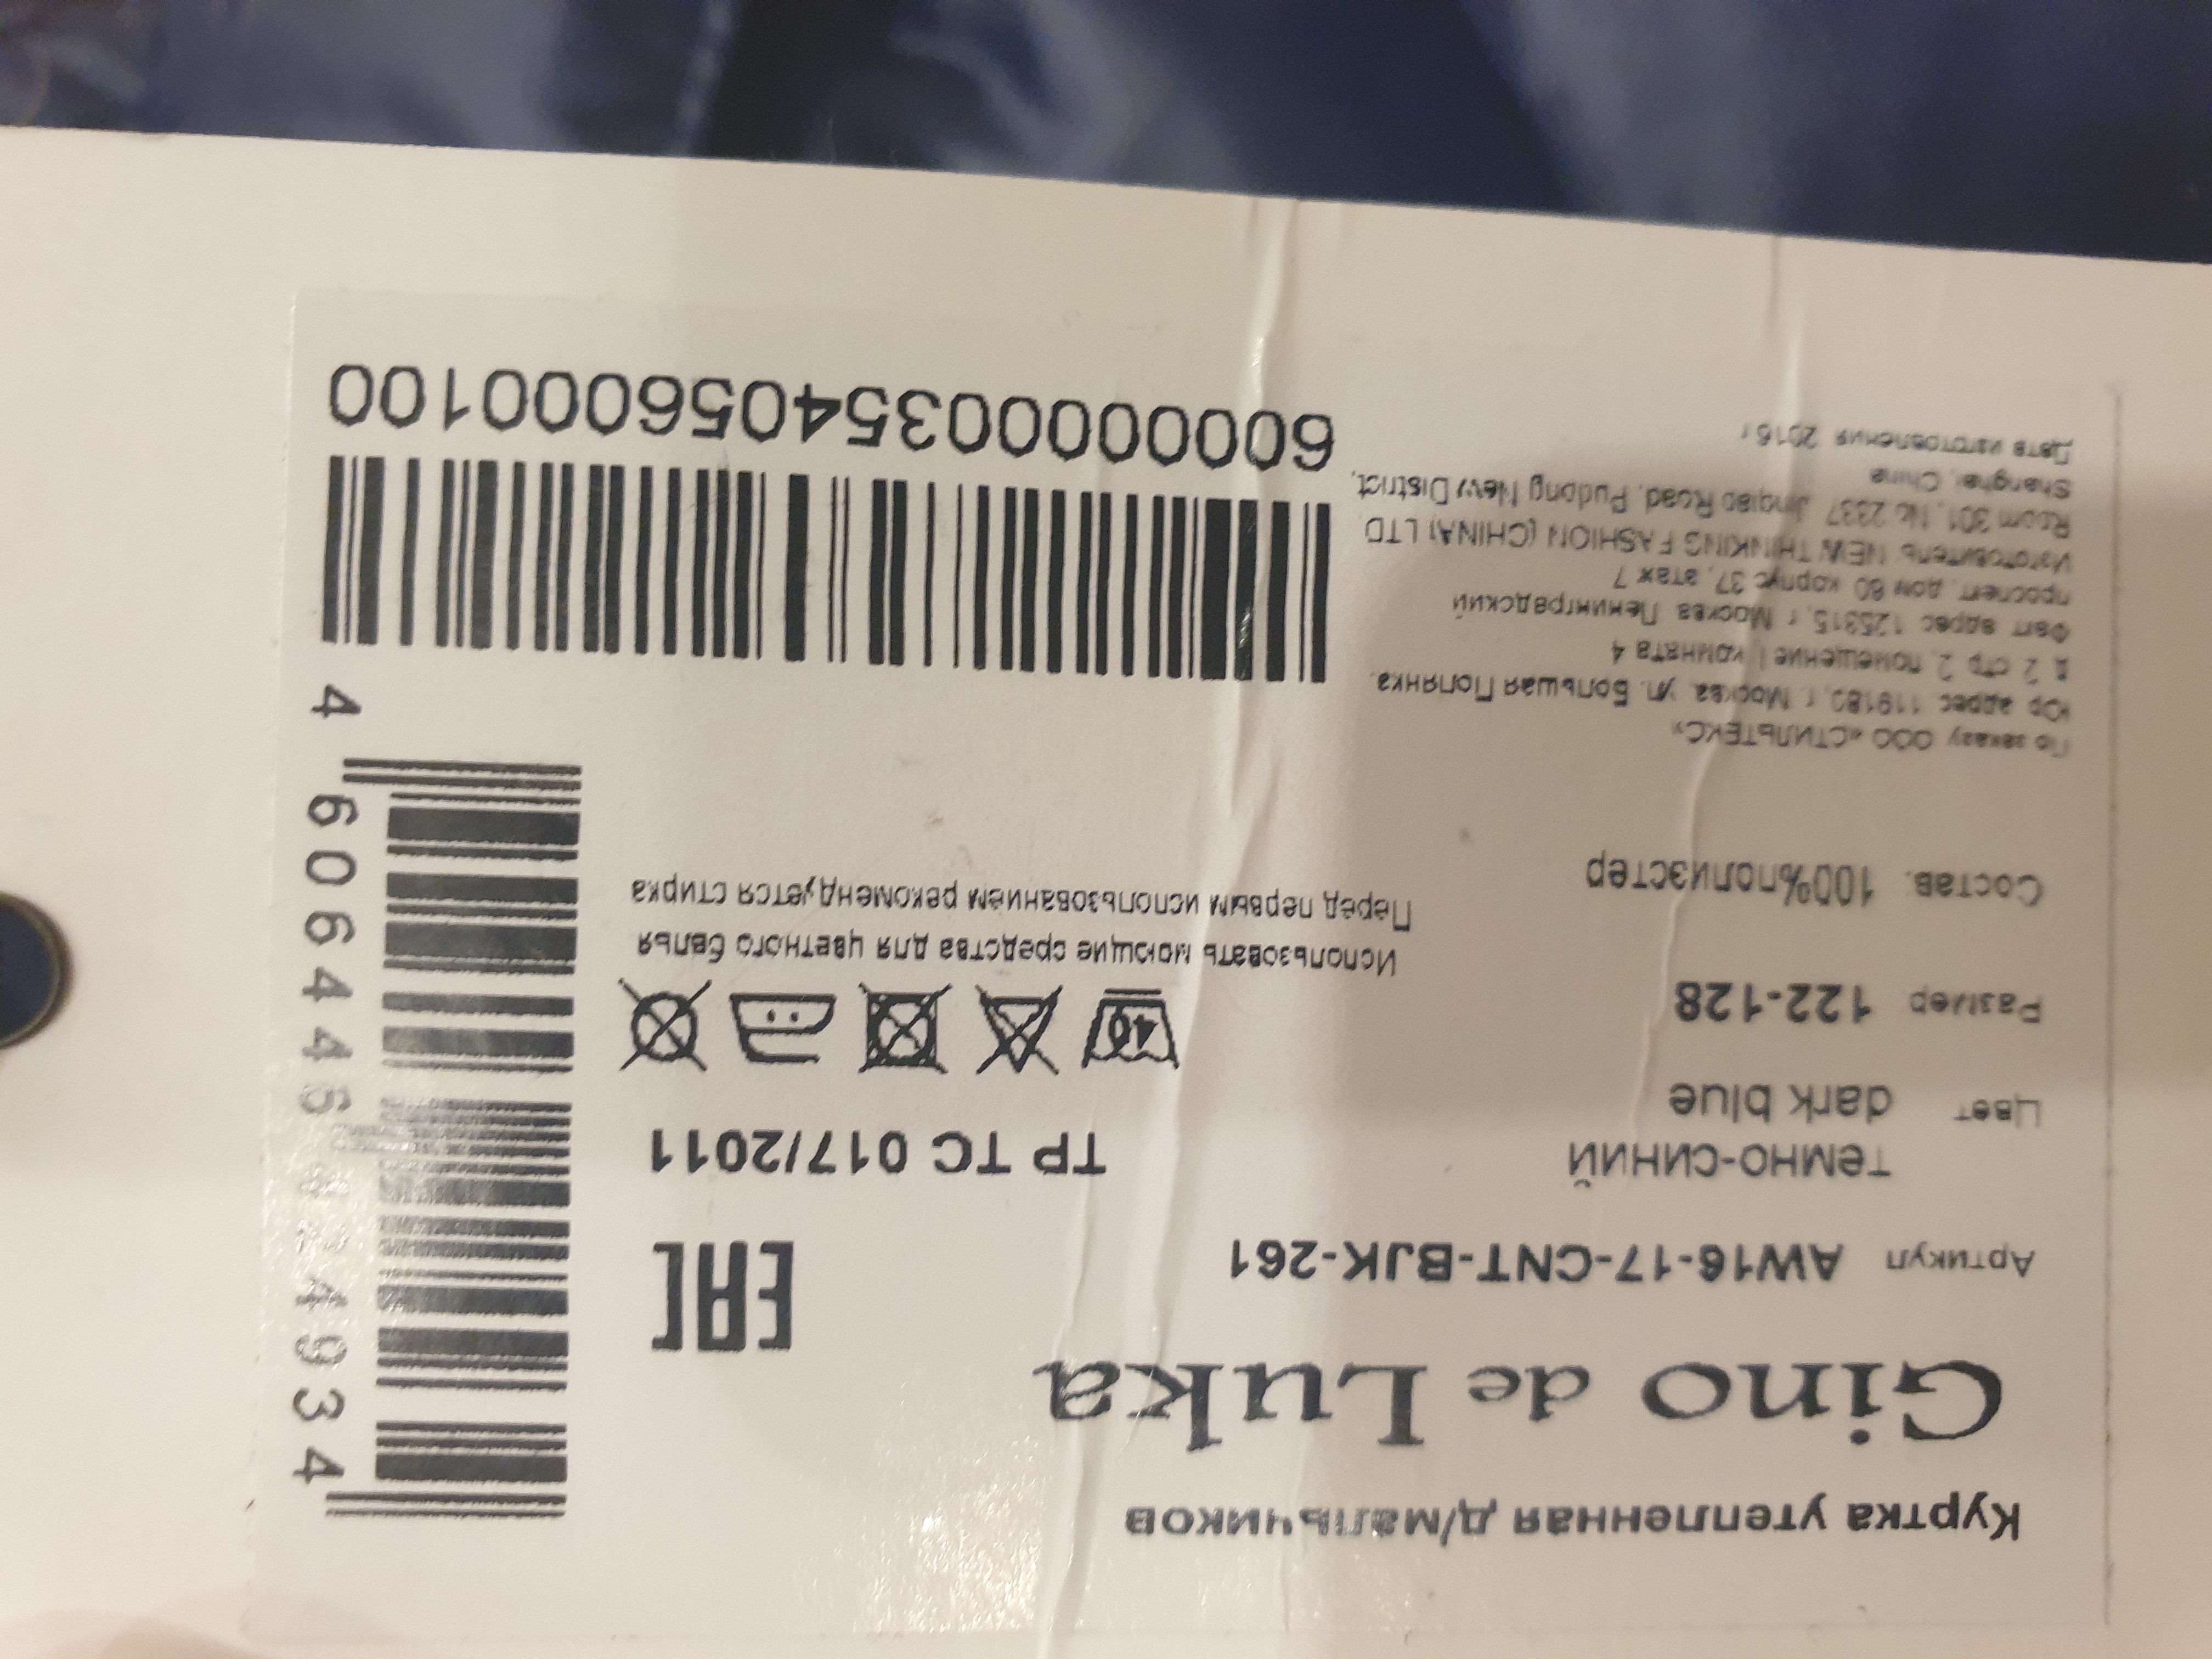 Куртка утепленная д/мальчиков
Gino de Luka
Артикул AW16-17-CNT-BJK-261
темно-синий
Цвет dark blue
Размер 122-128
Состав: 100%полиэстер
EAC
ТР ТС 017/2011
40
Использовать моющие средства для цветного белья
Перед первым использованием рекомендуется стирка
По заказу ООО «СТИЛЬТЕКС»
Юр адрес 119180, г. Москва, ул. Большая Полянка,
д. 2 стр 2, помещение I комната 4
Факт адрес 125315, г Москва Ленинградский
проспект, дом 80 корпус 37, этаж 7
Изготовитель NEW THINKING FASHION (CHINA) LTD
Room 301, No 2337 Jinqiao Road, Pudong New District,
Shanghai, China
Дата изготовления 2016 г
60000000354056000100
4 60644 4934